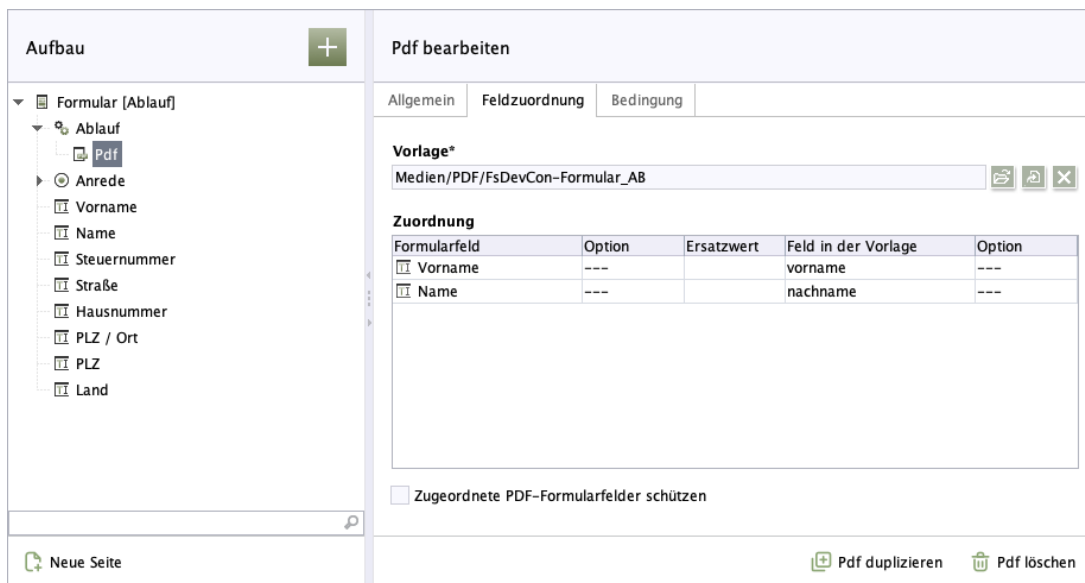 Aufbau
Formular [Ablauf]
Ablauf
Pdf
Anrede
Vorname
Name
Steuernummer
Straße
Hausnummer
PLZ / Ort
PLZ
Land
Neue Seite
Pdf bearbeiten
Allgemein Feldzuordnung Bedingung
Vorlage*
Medien/PDF/FsDevCon-Formular_AB
Zuordnung
Formularfeld Option Ersatzwert Feld in der Vorlage Option
Vorname --- vorname ---
Name --- nachname ---
Zugeordnete PDF-Formularfelder schützen
Pdf duplizieren Pdf löschen